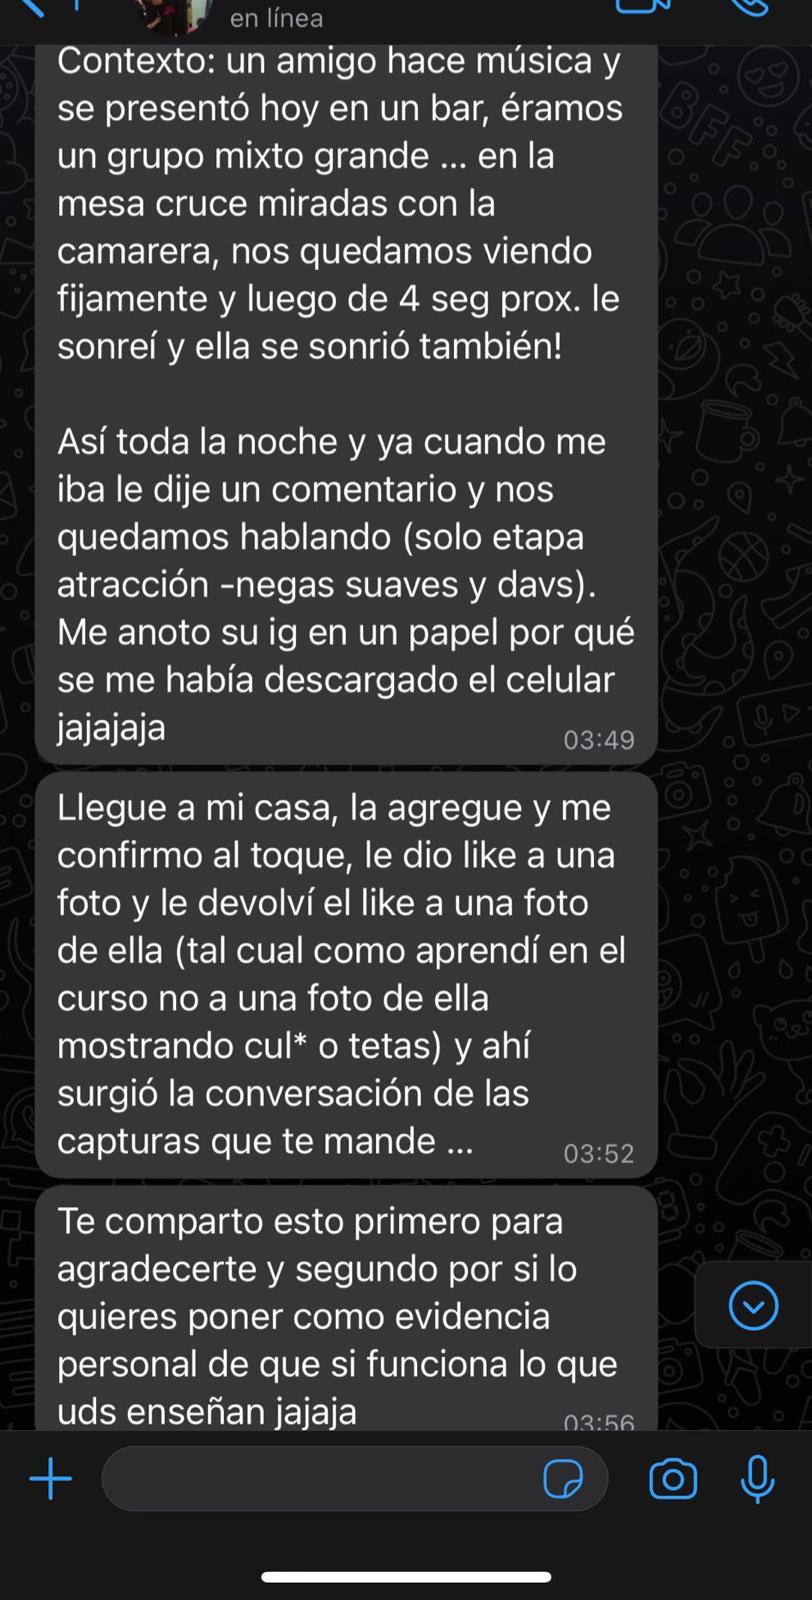 en línea
Contexto: un amigo hace música y
se presentó hoy en un bar, éramos
un grupo mixto grande ... en la
mesa cruce miradas con la
camarera, nos quedamos viendo
fijamente y luego de 4 seg prox. le
sonreí y ella se sonrió también!
Así toda la noche y ya cuando me
iba le dije un comentario y nos
quedamos hablando (solo etapa
atracción -negas suaves y davs).
Me anoto su ig en un papel por qué
se me había descargado el celular
jajajaja
03:49
Llegue a mi casa, la agregue y me
confirmo al toque, le dio like a una
foto y le devolví el like a una foto
de ella (tal cual como aprendí en el
curso no a una foto de ella
mostrando cul* o tetas) y ahí
surgió la conversación de las
capturas que te mande ...
03:52
Te comparto esto primero para
agradecerte y segundo por si lo
quieres poner como evidencia
personal de que si funciona lo que
uds enseñan jajaja
03:56
BFF